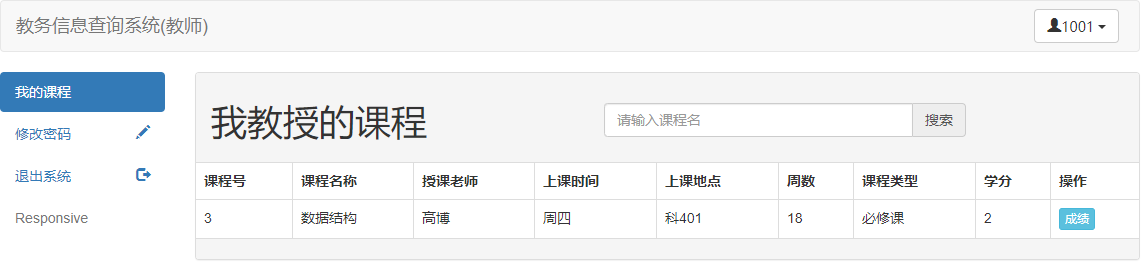 教务信息查询系统(教师)
1001
我的课程
修改密码
退出系统
Responsive
我教授的课程
请输入课程名 搜索
课程号 课程名称 授课老师 上课时间 上课地点 周数 课程类型 学分 操作
3 数据结构 高博 周四 科401 18 必修课 2 成绩